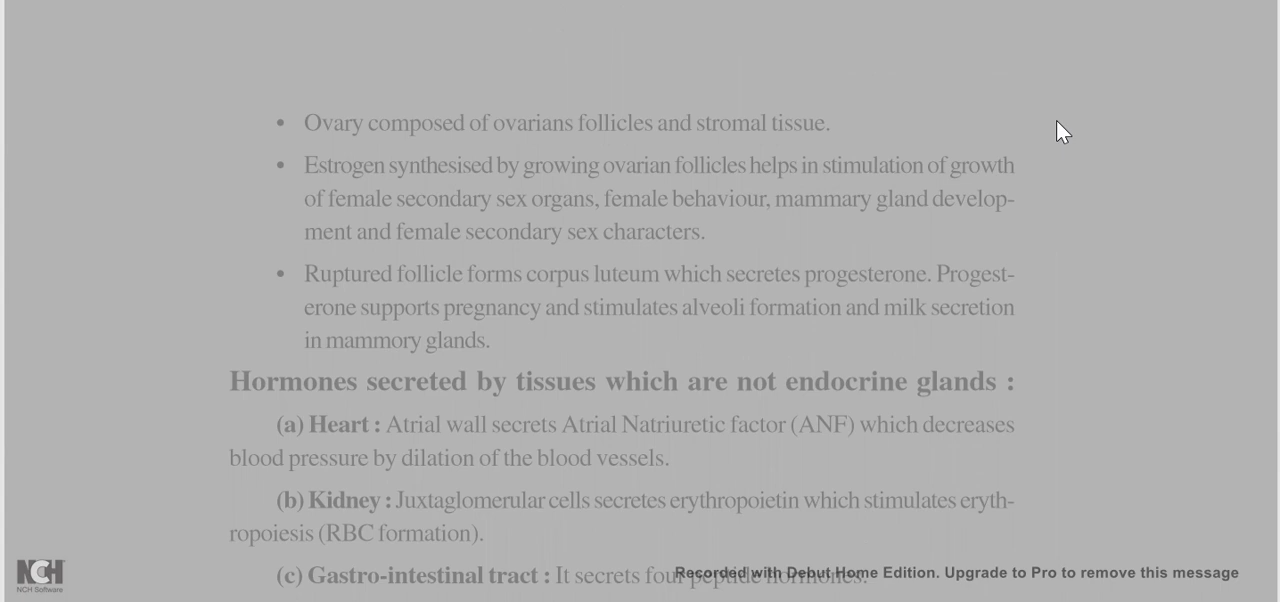 • Ovary composed of ovarians follicles and stromal tissue.
• Estrogen synthesised by growing ovarian follicles helps in stimulation of growth
of female secondary sex organs, female behaviour, mammary gland develop-
ment and female secondary sex characters.
• Ruptured follicle forms corpus luteum which secretes progesterone. Progest-
erone supports pregnancy and stimulates alveoli formation and milk secretion
in mammory glands.
Hormones secreted by tissues which are not endocrine glands :
(a) Heart : Atrial wall secrets Atrial Natriuretic factor (ANF) which decreases
blood pressure by dilation of the blood vessels.
(b) Kidney : Juxtaglomerular cells secretes erythropoietin which stimulates eryth-
ropoiesis (RBC formation).
(c) Gastro-intestinal tract : It secrets four peptide hormones.
Recorded with Debut Home Edition. Upgrade to Pro to remove this message
NCH
NCH Software